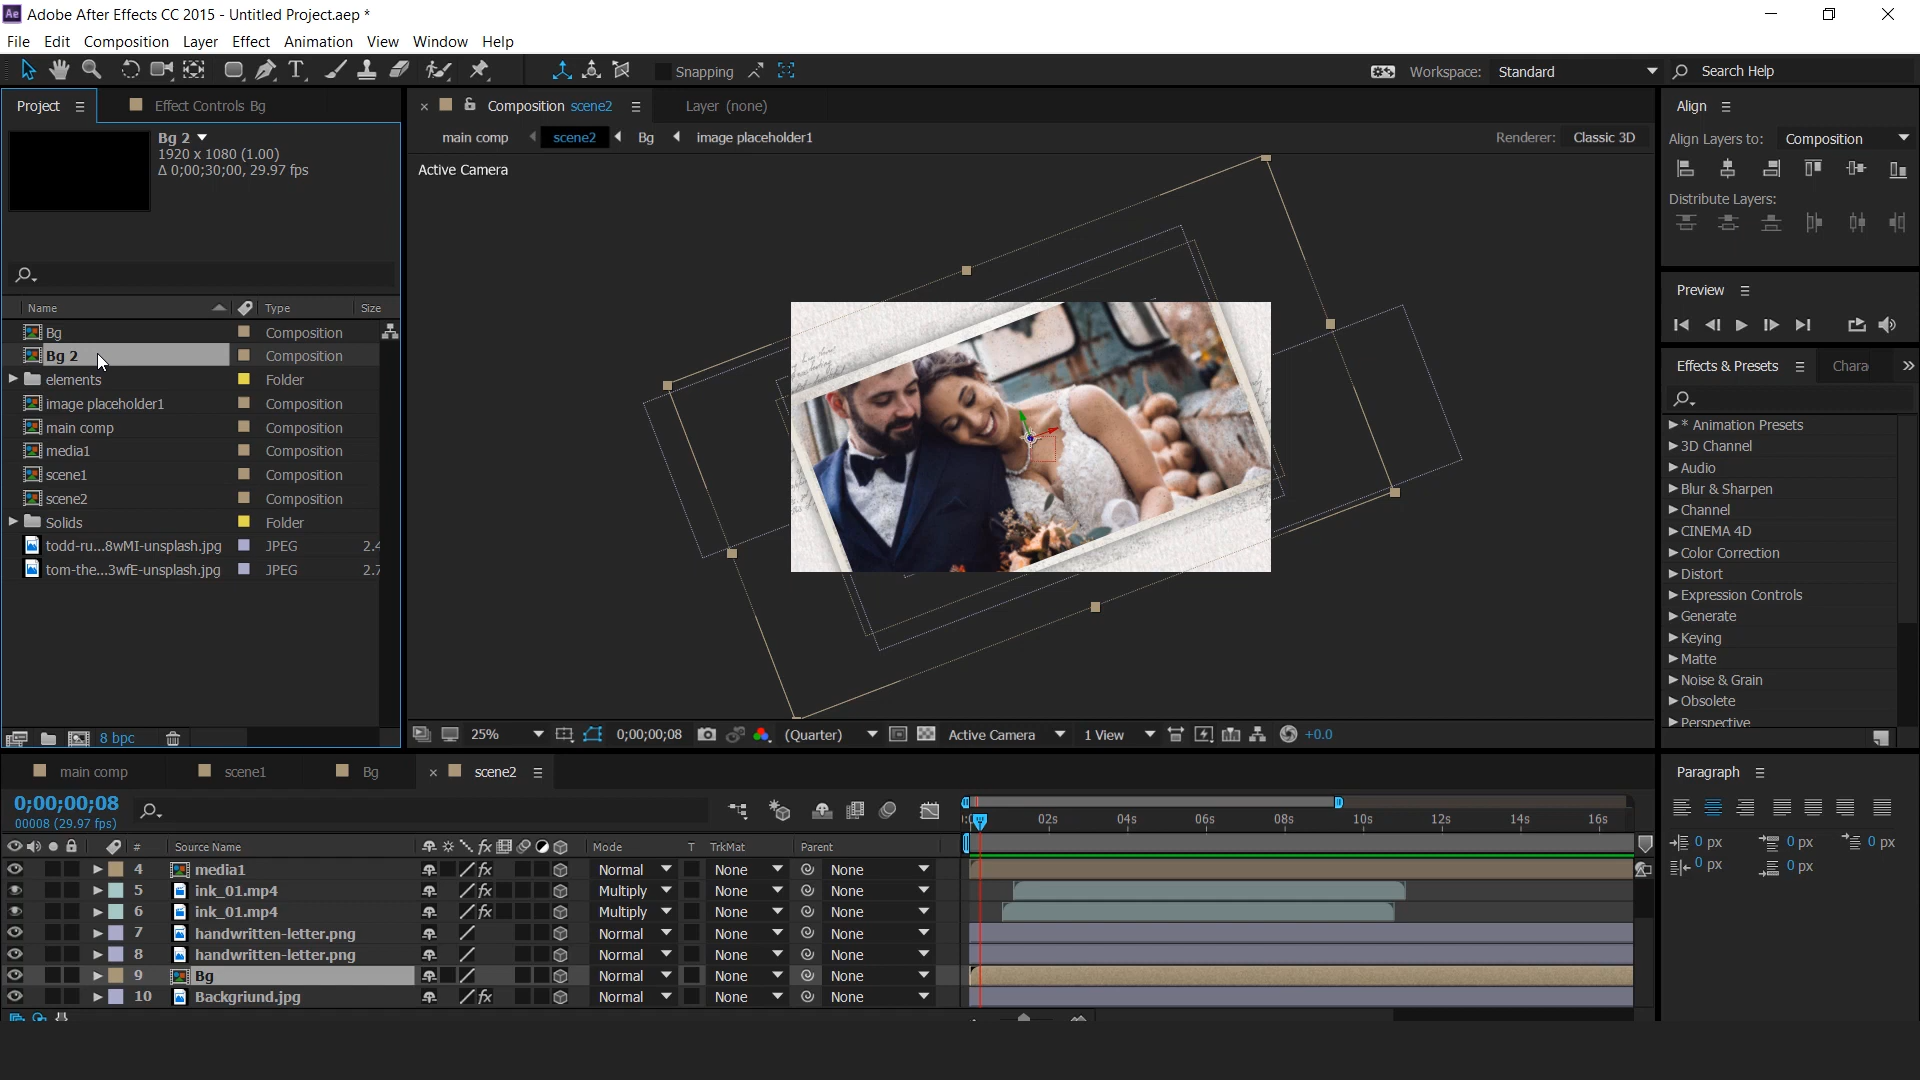 Ae Adobe After Effects CC 2015 - Untitled Project.aep *
File Edit Composition Layer Effect Animation View Window Help
Snapping
Workspace: Standard
Search Help
Project
Effect Controls Bg
Bg 2
1920 x 1080 (1.00)
Δ 0;00;30;00, 29.97 fps
Name Type Size
Bg Composition
Bg 2 Composition
elements Folder
image placeholder1 Composition
main comp Composition
media1 Composition
scene1 Composition
scene2 Composition
Solids Folder
todd-ru...8wMI-unsplash.jpg JPEG 2.4
tom-the...3wfE-unsplash.jpg JPEG 2.7
8 bpc
Composition scene2
Layer (none)
main comp scene2 Bg image placeholder1
Renderer: Classic 3D
Active Camera
25% 0;00;00;08 (Quarter) Active Camera 1 View +0.0
Align
Align Layers to: Composition
Distribute Layers:
Preview
Effects & Presets Chara
* Animation Presets
3D Channel
Audio
Blur & Sharpen
Channel
CINEMA 4D
Color Correction
Distort
Expression Controls
Generate
Keying
Matte
Noise & Grain
Obsolete
Perspective
main comp scene1 Bg scene2
0;00;00;08
00008 (29.97 fps)
02s 04s 06s 08s 10s 12s 14s 16s
# Source Name fx Mode T TrkMat Parent
4 media1 fx Normal None None
5 ink_01.mp4 fx Multiply None None
6 ink_01.mp4 fx Multiply None None
7 handwritten-letter.png Normal None None
8 handwritten-letter.png Normal None None
9 Bg Normal None None
10 Backgriund.jpg fx Normal None None
Paragraph
0 px 0 px 0 px
0 px 0 px